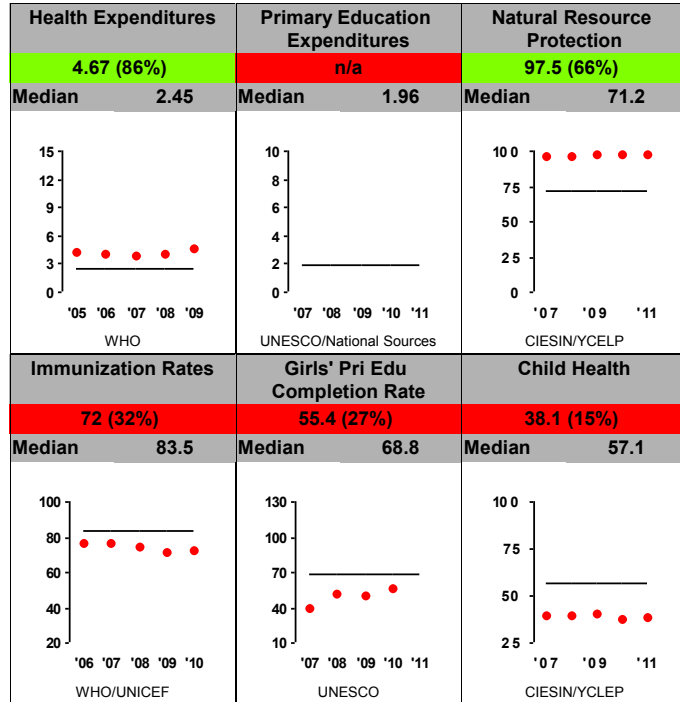 Health Expenditures
4.67 (86%)
Median 2.45
15
12
9
6
3
0
'05 '06 '07 '08 '09
WHO
Primary Education
Expenditures
n/a
Median 1.96
10
8
6
4
2
0
'07 '08 '09 '10 '11
UNESCO/National Sources
Natural Resource
Protection
97.5 (66%)
Median 71.2
100
75
50
25
0
'07 '09 '11
CIESIN/YCELP
Immunization Rates
72 (32%)
Median 83.5
100
80
60
40
20
'06 '07 '08 '09 '10
WHO/UNICEF
Girls' Pri Edu
Completion Rate
55.4 (27%)
Median 68.8
130
100
70
40
10
'07 '08 '09 '10 '11
UNESCO
Child Health
38.1 (15%)
Median 57.1
100
75
50
25
'07 '09 '11
CIESIN/YCLEP